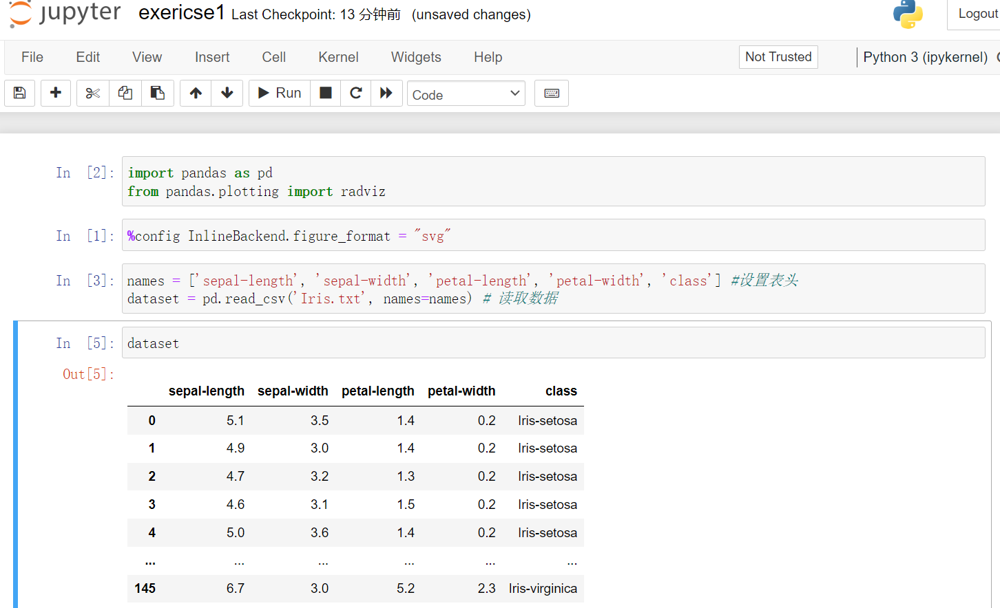 jupyter exericse1 Last Checkpoint: 13 分钟前 (unsaved changes) Logout
File Edit View Insert Cell Kernel Widgets Help Not Trusted Python 3 (ipykernel)
Run Code
In [2]: import pandas as pd
from pandas.plotting import radviz
In [1]: %config InlineBackend.figure_format = "svg"
In [3]: names = ['sepal-length', 'sepal-width', 'petal-length', 'petal-width', 'class'] #设置表头
dataset = pd.read_csv('Iris.txt', names=names) # 读取数据
In [5]: dataset
Out[5]:
sepal-length sepal-width petal-length petal-width class
0 5.1 3.5 1.4 0.2 Iris-setosa
1 4.9 3.0 1.4 0.2 Iris-setosa
2 4.7 3.2 1.3 0.2 Iris-setosa
3 4.6 3.1 1.5 0.2 Iris-setosa
4 5.0 3.6 1.4 0.2 Iris-setosa
... ... ... ... ... ...
145 6.7 3.0 5.2 2.3 Iris-virginica